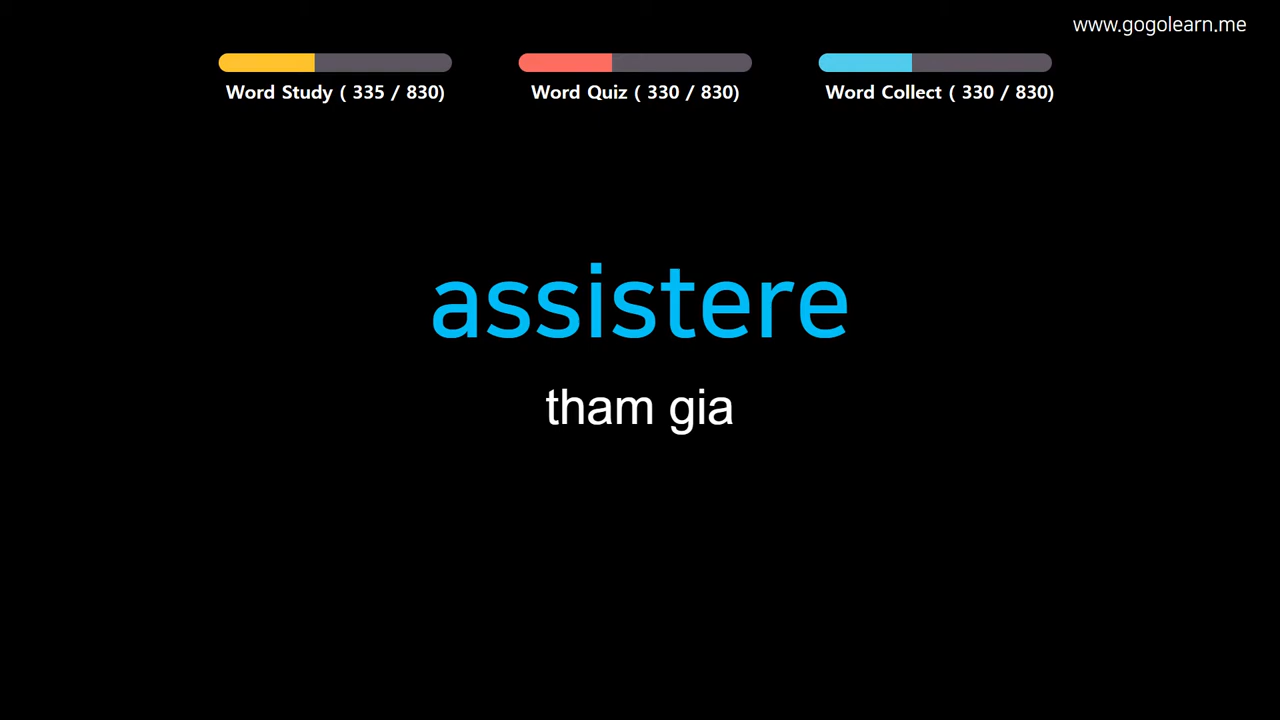 www.gogolearn.me
Word Study ( 335 / 830)
Word Quiz ( 330 / 830)
Word Collect ( 330 / 830)
assistere
tham gia